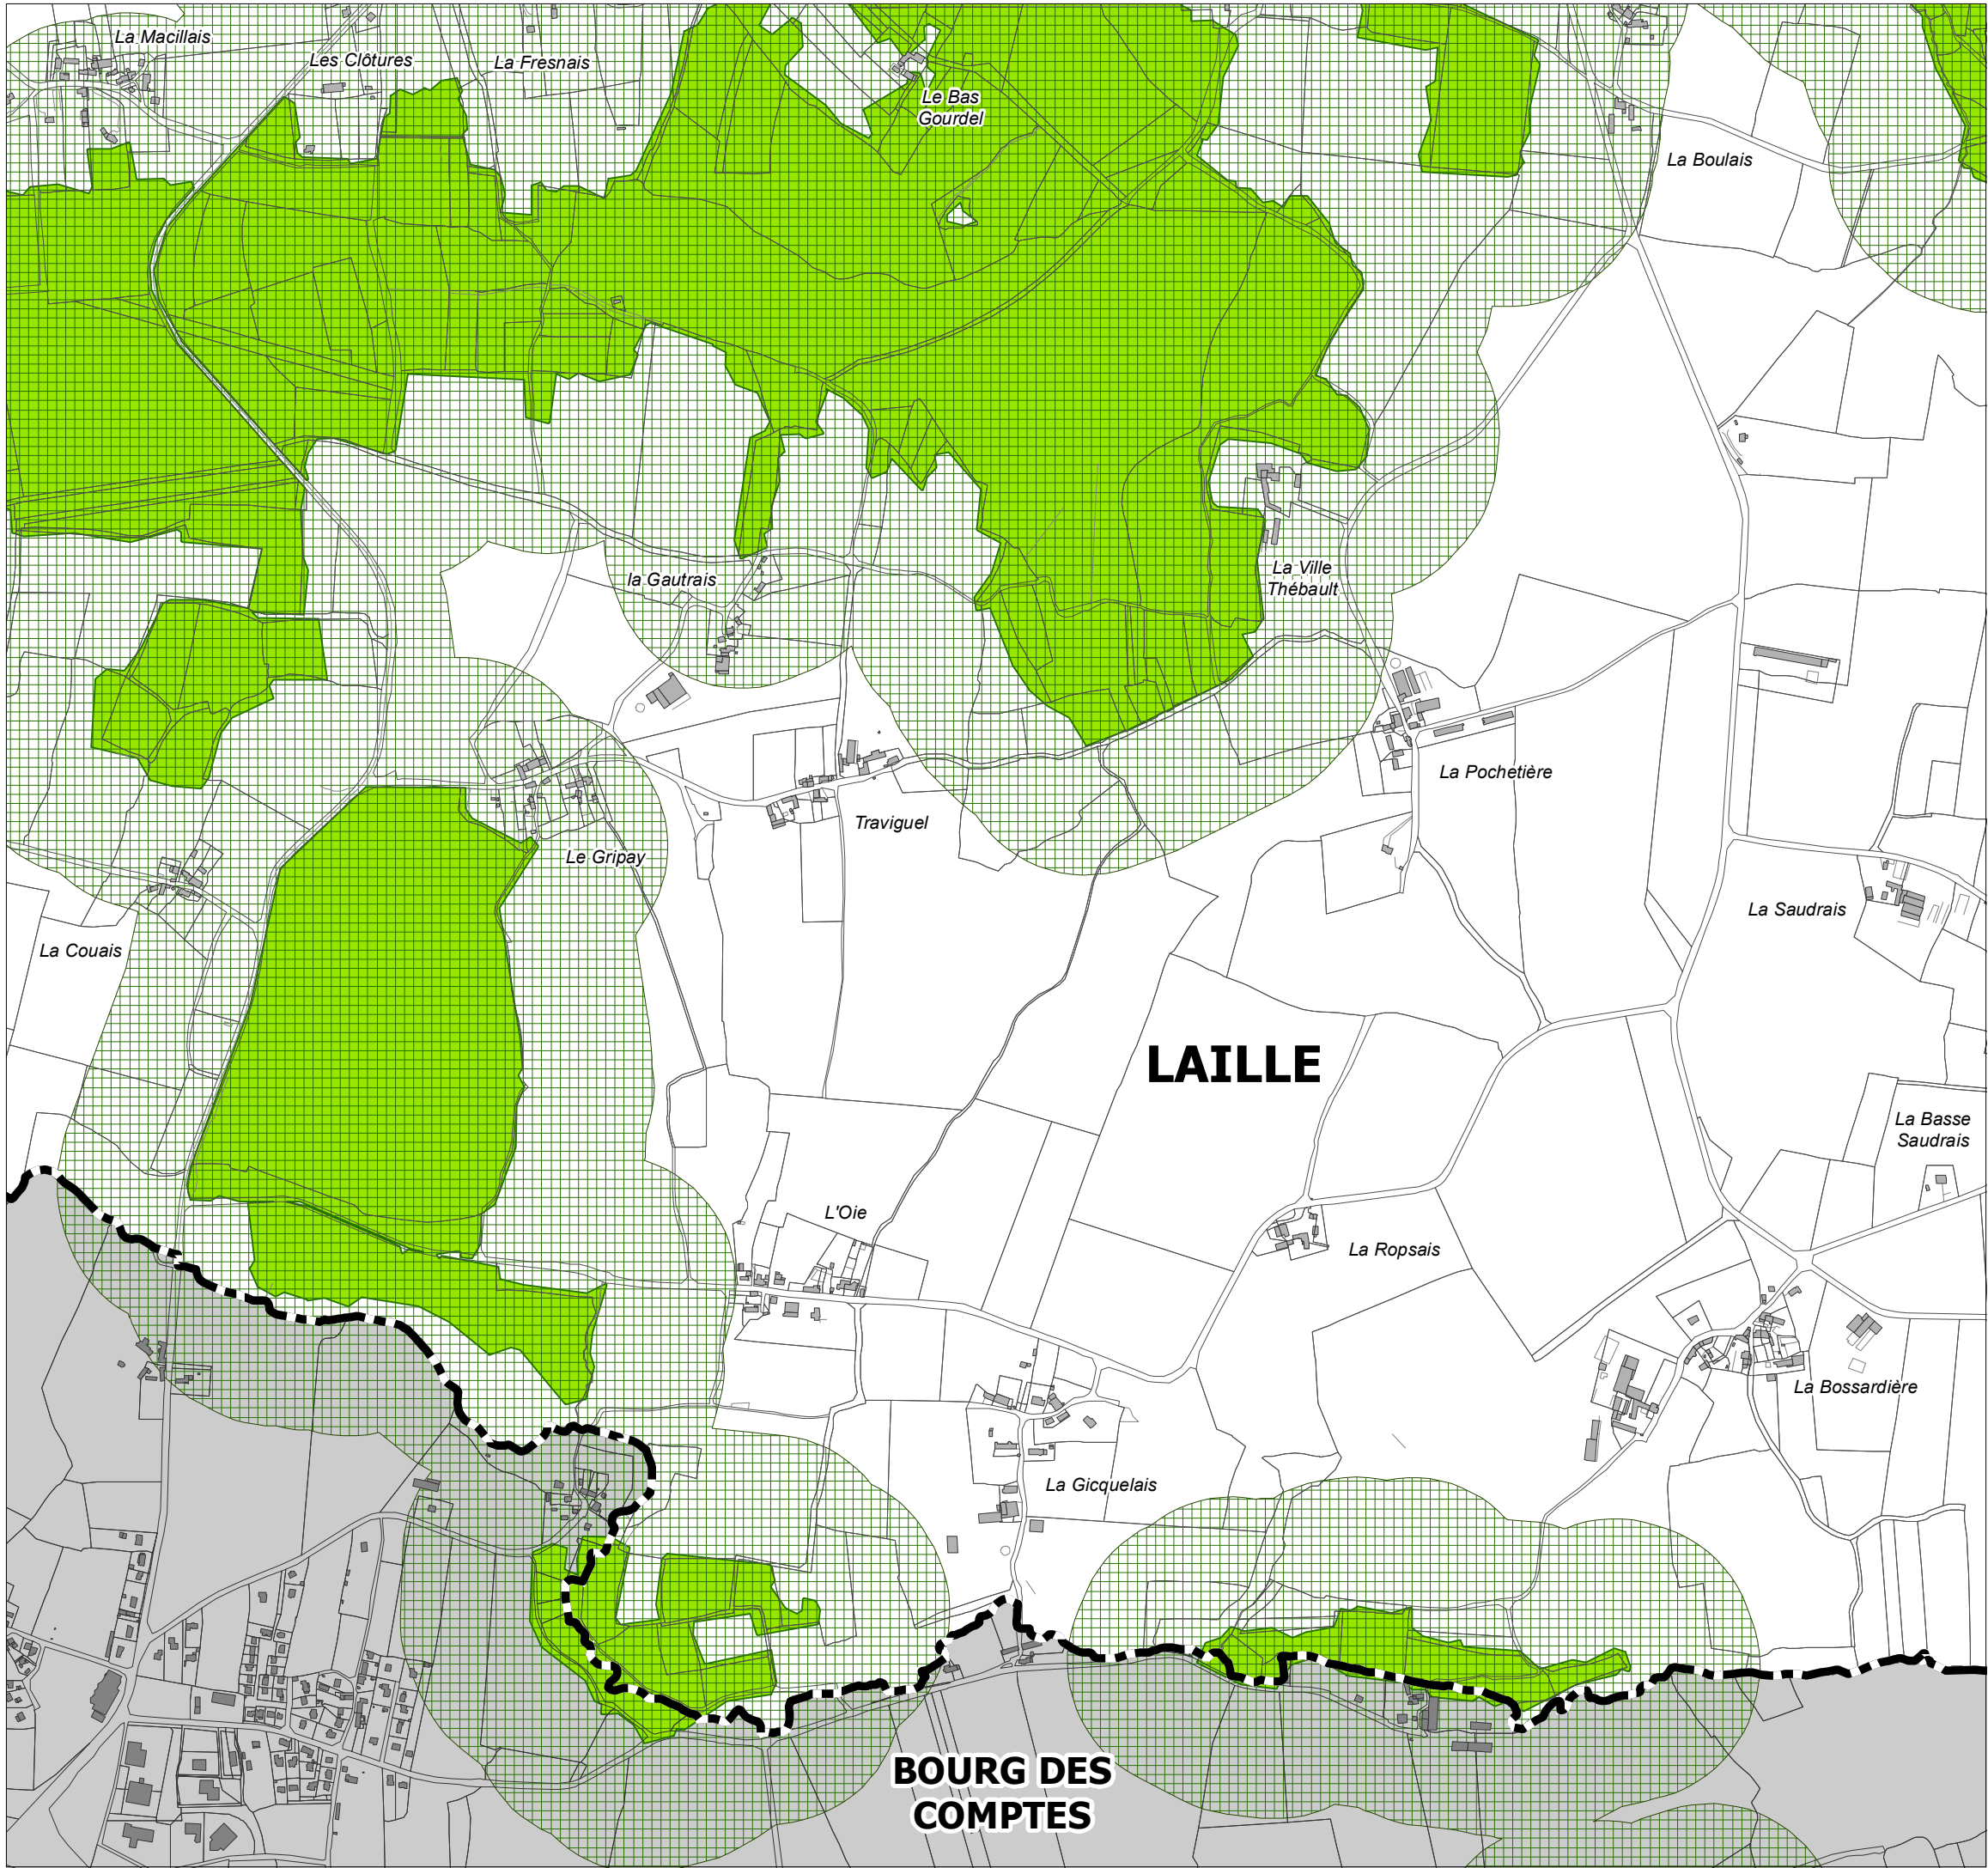 La Macillais
Les Clôtures
La Fresnais
Le Bas
Gourdel
La Boulais
la Gautrais
La Ville
Thébault
La Pochetière
Traviguel
Le Gripay
La Saudrais
La Couais
LAILLE
La Basse
Saudrais
L'Oie
La Ropsais
La Bossardière
La Gicquelais
BOURG DES
COMPTES